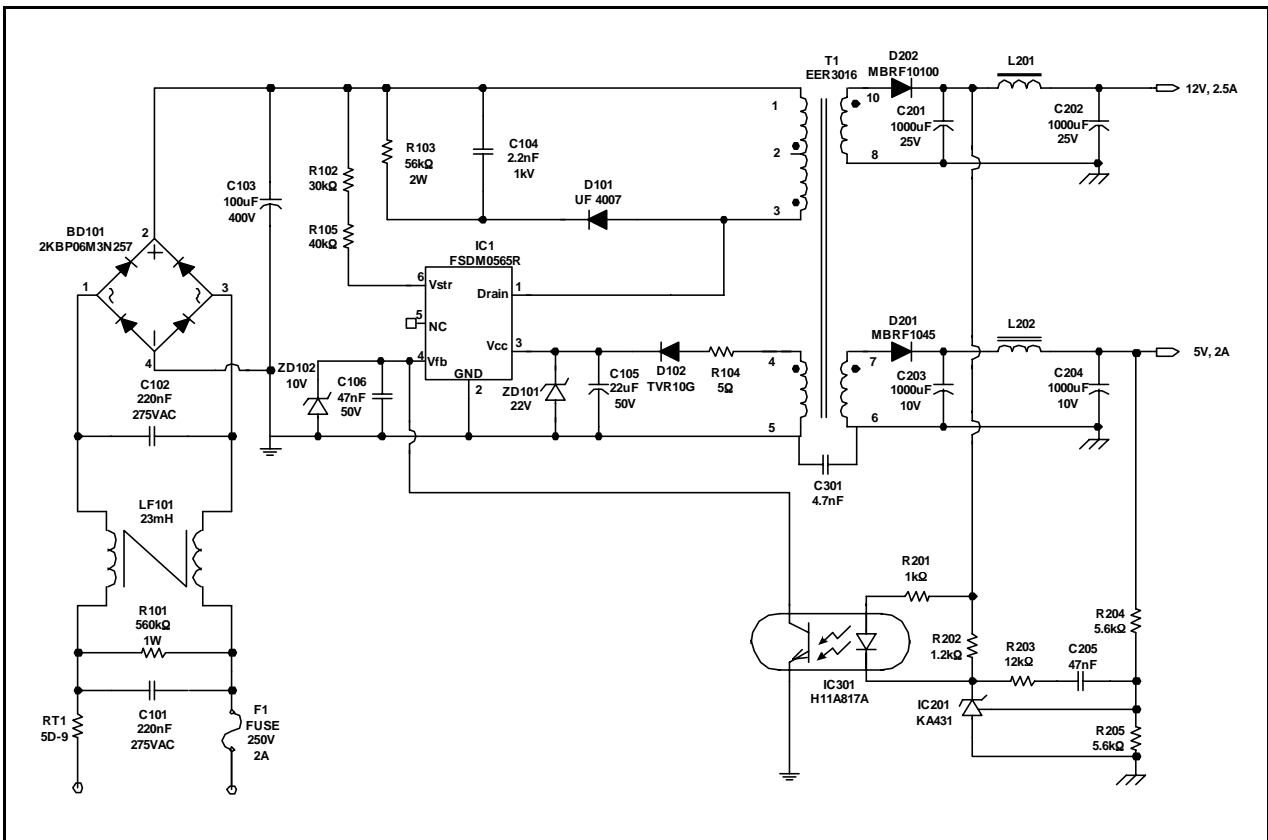 T1
EER3016
D202
MBRF10100
L201
12V, 2.5A
1
10
C201
1000uF
25V
C202
1000uF
25V
R103
56kΩ
2W
C104
2.2nF
1kV
2
8
R102
30kΩ
C103
100uF
400V
D101
UF 4007
3
BD101
2KBP06M3N257
2
R105
40kΩ
IC1
FSDM0565R
1
3
6
Vstr
Drain
1
5
NC
D201
MBRF1045
L202
4
Vfb
Vcc
3
4
7
5V, 2A
4
ZD102
10V
C106
47nF
50V
GND
2
ZD101
22V
C105
22uF
50V
D102
TVR10G
R104
5Ω
C203
1000uF
10V
C204
1000uF
10V
C102
220nF
275VAC
5
6
C301
4.7nF
LF101
23mH
R201
1kΩ
R101
560kΩ
1W
R204
5.6kΩ
R202
1.2kΩ
R203
12kΩ
C205
47nF
IC301
H11A817A
IC201
KA431
RT1
5D-9
C101
220nF
275VAC
F1
FUSE
250V
2A
R205
5.6kΩ